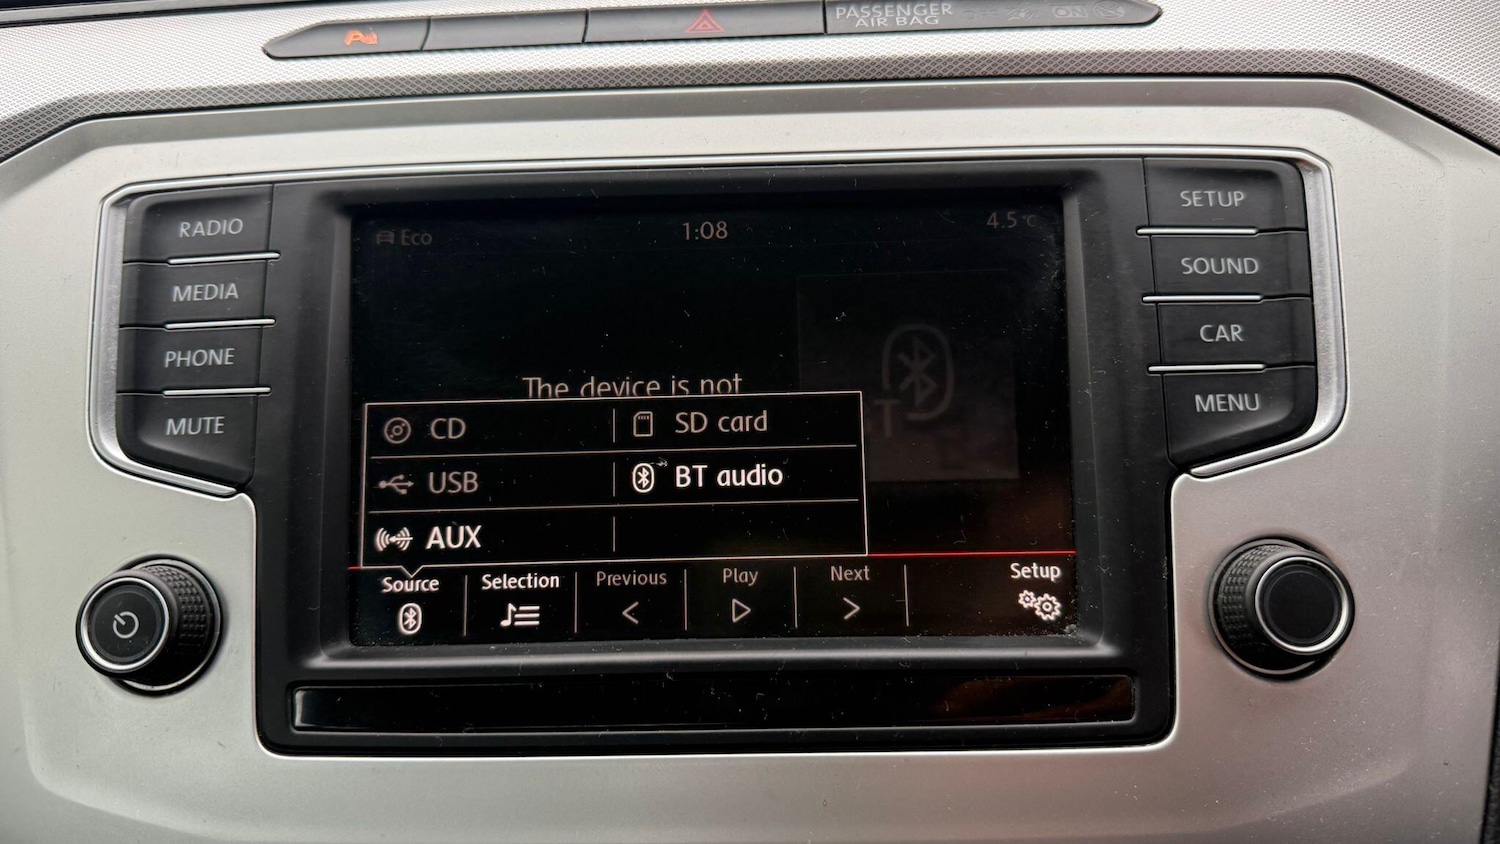 PASSENGER
AIR BAG
ON
RADIO
MEDIA
PHONE
MUTE
Eco
1:08
4.5 °C
The device is not
CD
SD card
USB
BT audio
AUX
Source
Selection
Previous
Play
Next
Setup
SETUP
SOUND
CAR
MENU